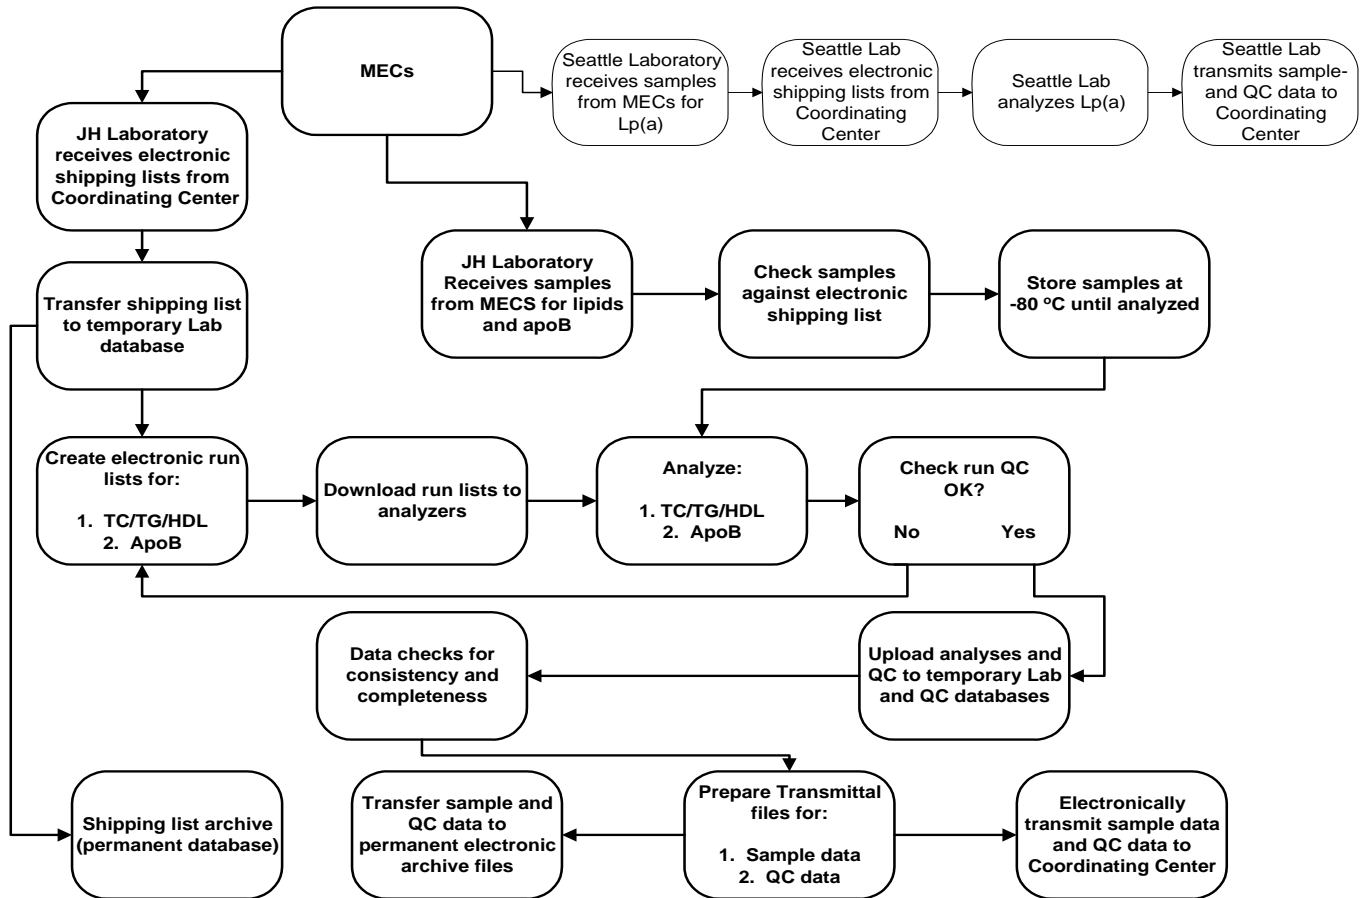 MECs
Seattle Laboratory
receives samples
from MECs for
Lp(a)
Seattle Lab
receives electronic
shipping lists from
Coordinating
Center
Seattle Lab
analyzes Lp(a)
Seattle Lab
transmits sample-
and QC data to
Coordinating
Center
JH Laboratory
receives electronic
shipping lists from
Coordinating Center
Transfer shipping list
to temporary Lab
database
JH Laboratory
Receives samples
from MECS for lipids
and apoB
Check samples
against electronic
shipping list
Store samples at
-80 ºC until analyzed
Create electronic run
lists for:
1. TC/TG/HDL
2. ApoB
Download run lists to
analyzers
Analyze:
1. TC/TG/HDL
2. ApoB
Check run QC
OK?
No Yes
Data checks for
consistency and
completeness
Upload analyses and
QC to temporary Lab
and QC databases
Shipping list archive
(permanent database)
Transfer sample and
QC data to
permanent electronic
archive files
Prepare Transmittal
files for:
1. Sample data
2. QC data
Electronically
transmit sample data
and QC data to
Coordinating Center